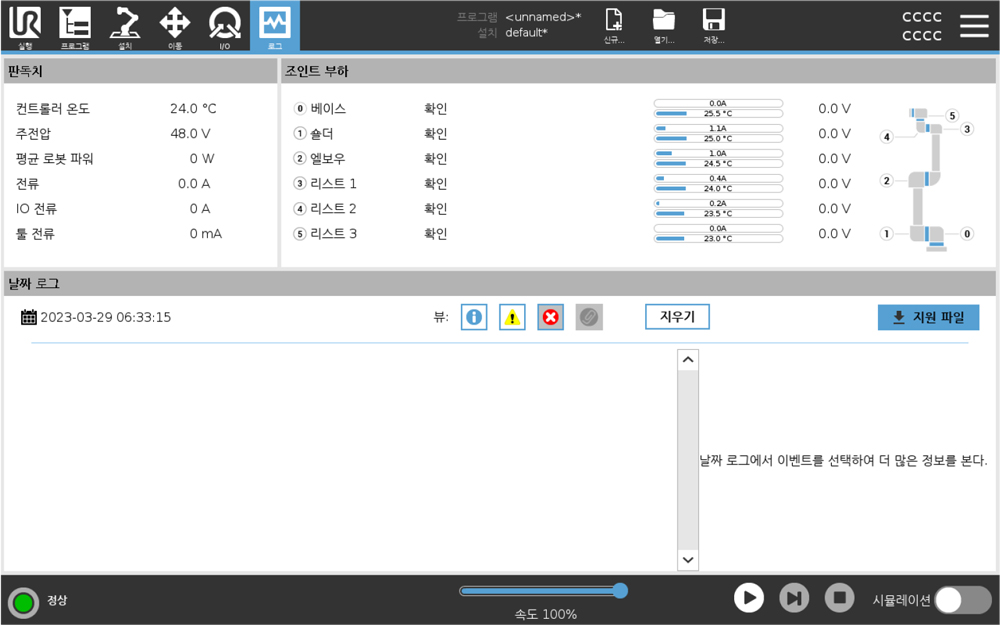 UR
실행
프로그램
설치
이동
I/O
로그
프로그램 <unnamed>*
설치 default*
신규...
열기...
저장...
CCCC
CCCC
판독치
컨트롤러 온도 24.0 °C
주전압 48.0 V
평균 로봇 파워 0 W
전류 0.0 A
IO 전류 0 A
툴 전류 0 mA
조인트 부하
0 베이스 확인 0.0A 25.5 °C 0.0 V
1 숄더 확인 1.1A 25.0 °C 0.0 V
2 엘보우 확인 1.0A 24.5 °C 0.0 V
3 리스트 1 확인 0.4A 24.0 °C 0.0 V
4 리스트 2 확인 0.2A 23.5 °C 0.0 V
5 리스트 3 확인 0.0A 23.0 °C 0.0 V
5
3
4
2
1 0
날짜 로그
2023-03-29 06:33:15 뷰: 지우기 지원 파일
날짜 로그에서 이벤트를 선택하여 더 많은 정보를 본다.
정상
속도 100%
시뮬레이션